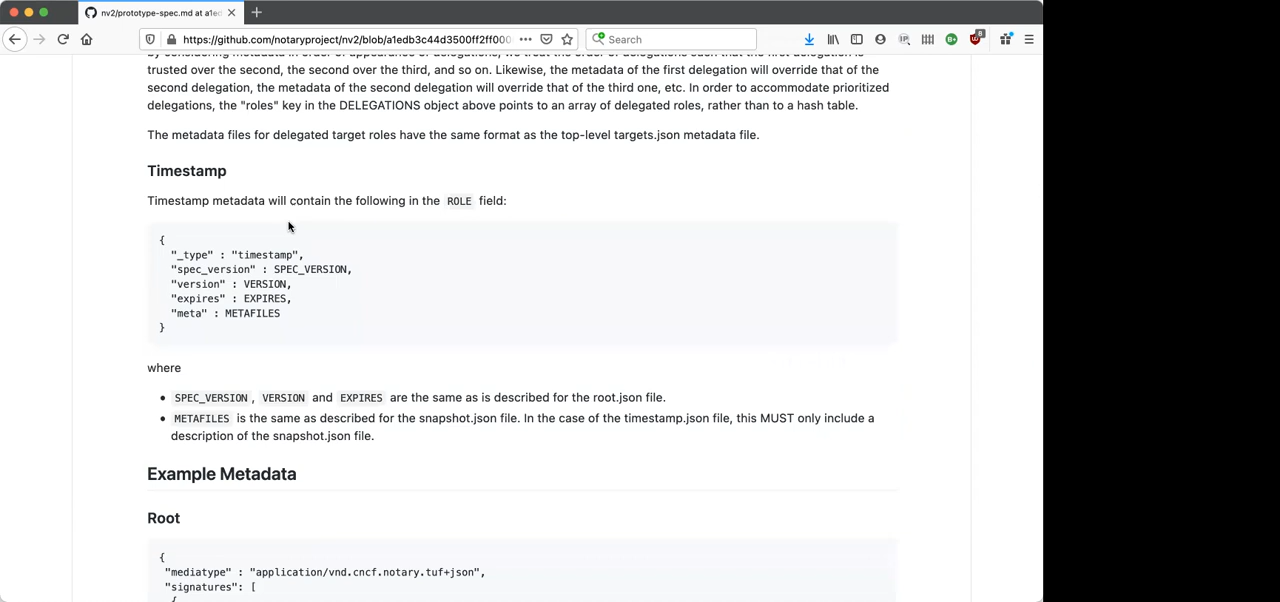 nv2/prototype-spec.md at a1ed
https://github.com/notaryproject/nv2/blob/a1edb3c44d3500ff2ff000
Search
8
By considering metadata in order of appearance of delegations, we treat the order of delegations such that the first delegation is
trusted over the second, the second over the third, and so on. Likewise, the metadata of the first delegation will override that of the
second delegation, the metadata of the second delegation will override that of the third one, etc. In order to accommodate prioritized
delegations, the "roles" key in the DELEGATIONS object above points to an array of delegated roles, rather than to a hash table.
The metadata files for delegated target roles have the same format as the top-level targets.json metadata file.
Timestamp
Timestamp metadata will contain the following in the ROLE field:
{
"_type" : "timestamp",
"spec_version" : SPEC_VERSION,
"version" : VERSION,
"expires" : EXPIRES,
"meta" : METAFILES
}
where
• SPEC_VERSION , VERSION and EXPIRES are the same as is described for the root.json file.
• METAFILES is the same as described for the snapshot.json file. In the case of the timestamp.json file, this MUST only include a
description of the snapshot.json file.
Example Metadata
Root
{
"mediatype" : "application/vnd.cncf.notary.tuf+json",
"signatures": [
{